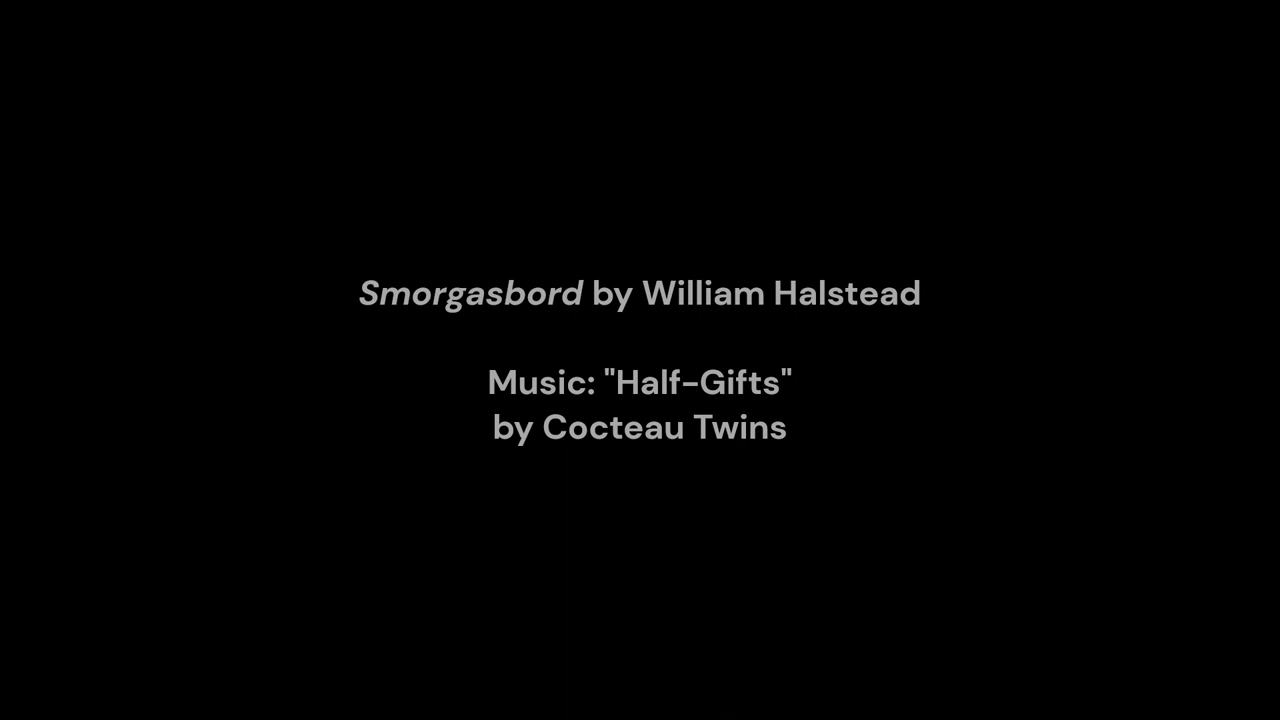 Smorgasbord by William Halstead
Music: "Half-Gifts"
by Cocteau Twins